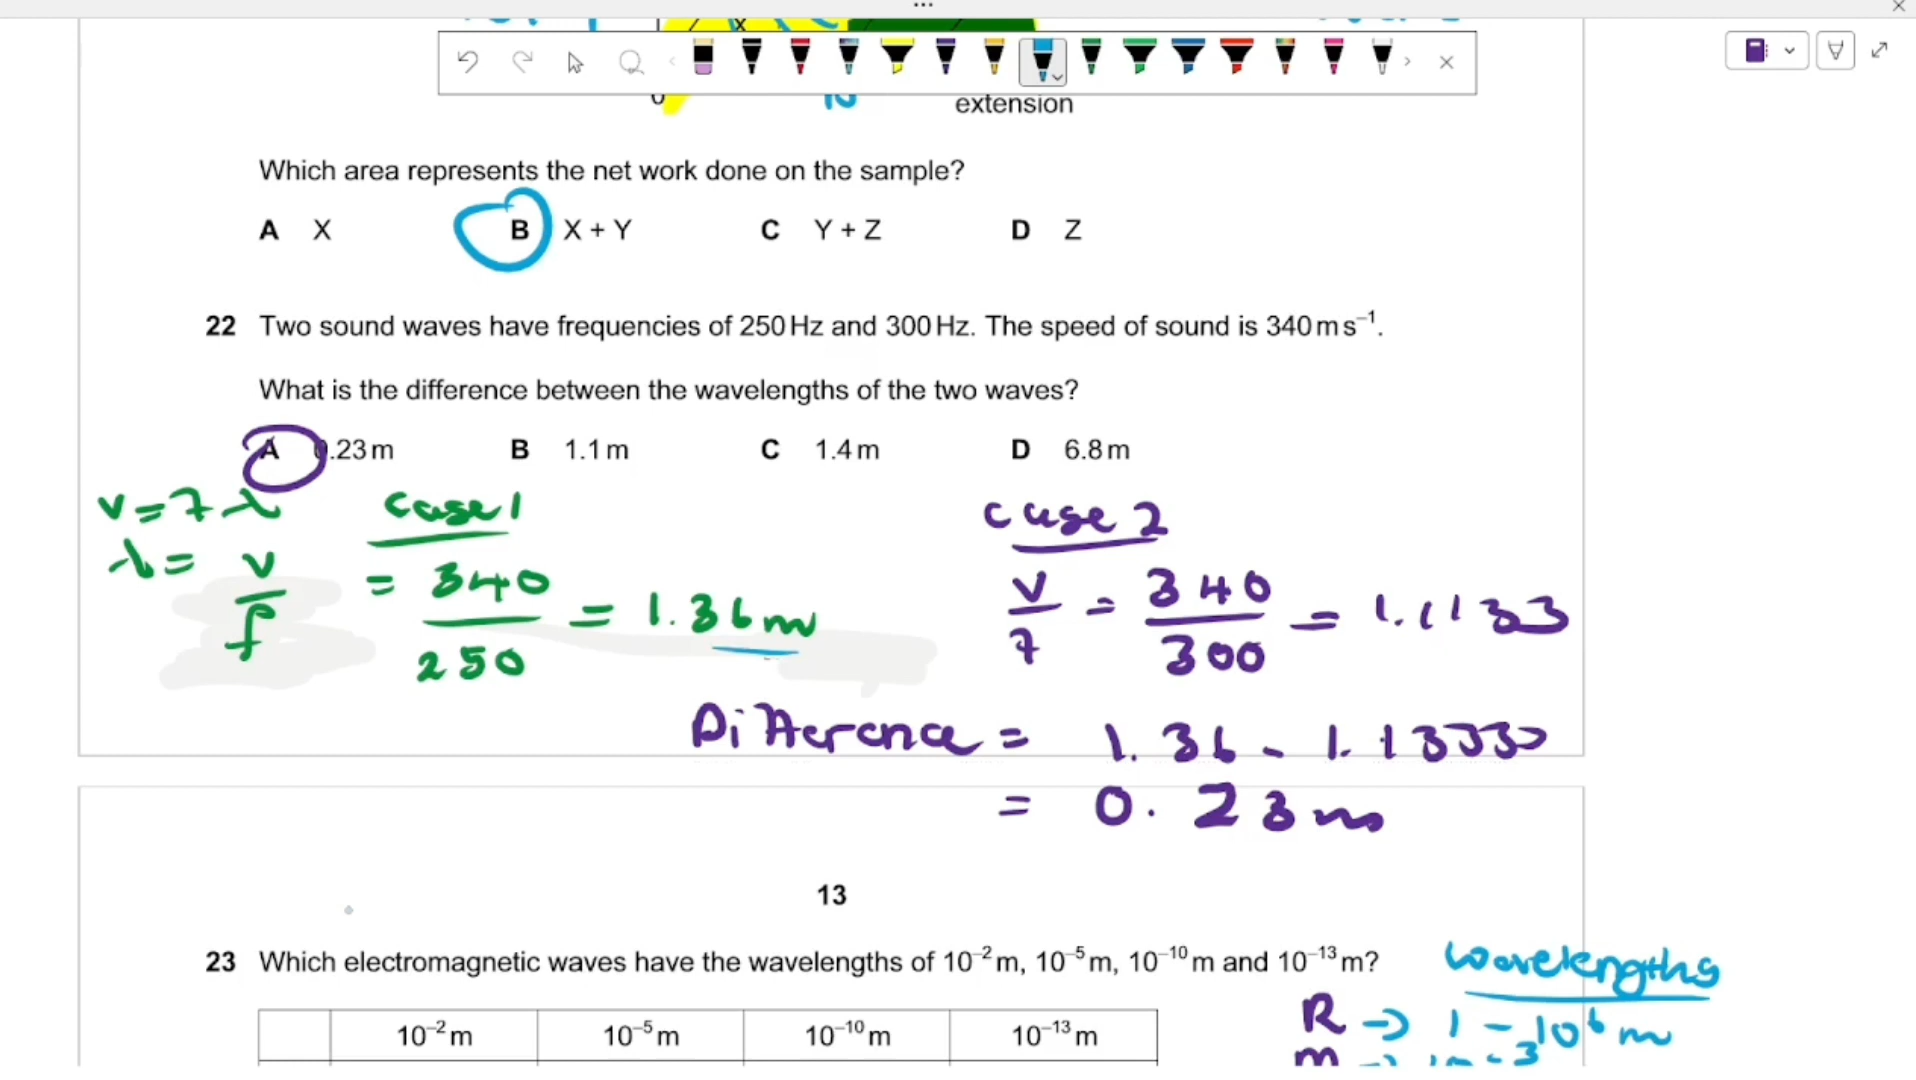 extension
Which area represents the net work done on the sample?
A X B X + Y C Y + Z D Z
22 Two sound waves have frequencies of 250 Hz and 300 Hz. The speed of sound is 340 m s⁻¹.
What is the difference between the wavelengths of the two waves?
A 0.23 m B 1.1 m C 1.4 m D 6.8 m
v = f λ
λ = v/f
case 1
= 340/250 = 1.36 m
case 2
v/f = 340/300 = 1.1133
Difference = 1.36 - 1.13333
= 0.23 m
13
23 Which electromagnetic waves have the wavelengths of 10⁻² m, 10⁻⁵ m, 10⁻¹⁰ m and 10⁻¹³ m?
10⁻² m 10⁻⁵ m 10⁻¹⁰ m 10⁻¹³ m
wavelengths
R → 1 - 10⁶ m